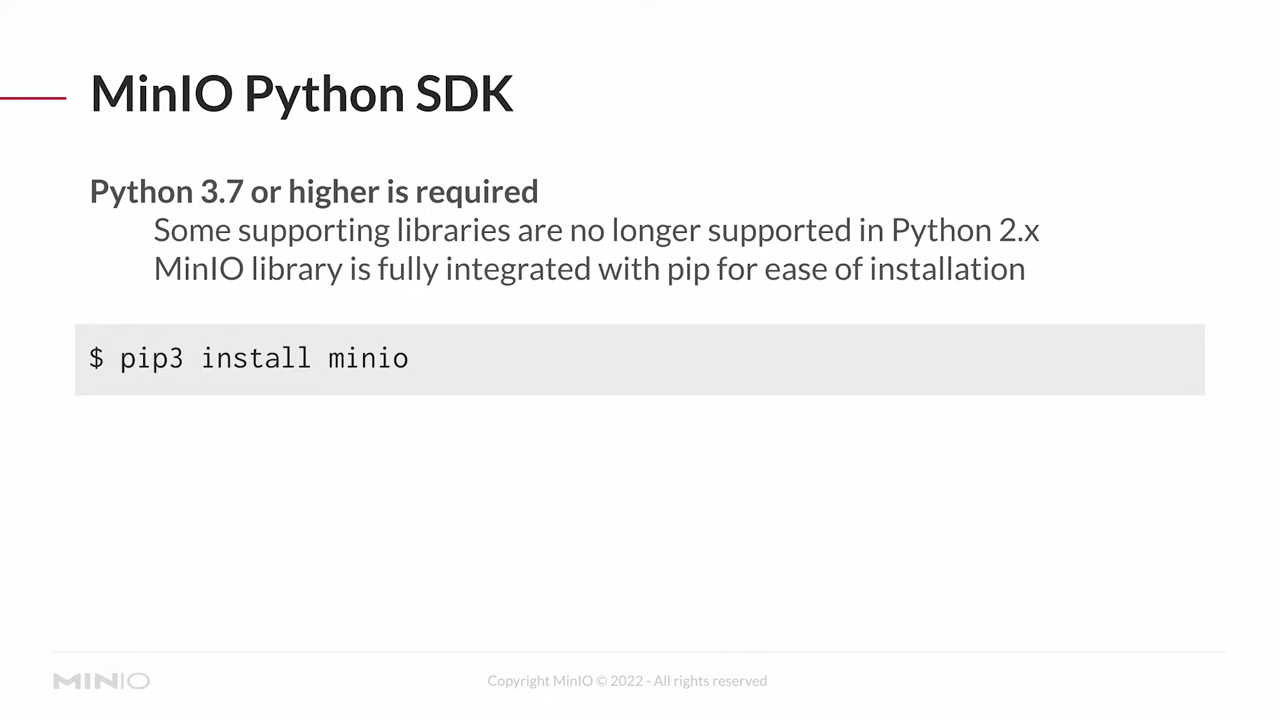 MinIO Python SDK
Python 3.7 or higher is required
Some supporting libraries are no longer supported in Python 2.x
MinIO library is fully integrated with pip for ease of installation
$ pip3 install minio
MINIO
Copyright MinIO © 2022 - All rights reserved